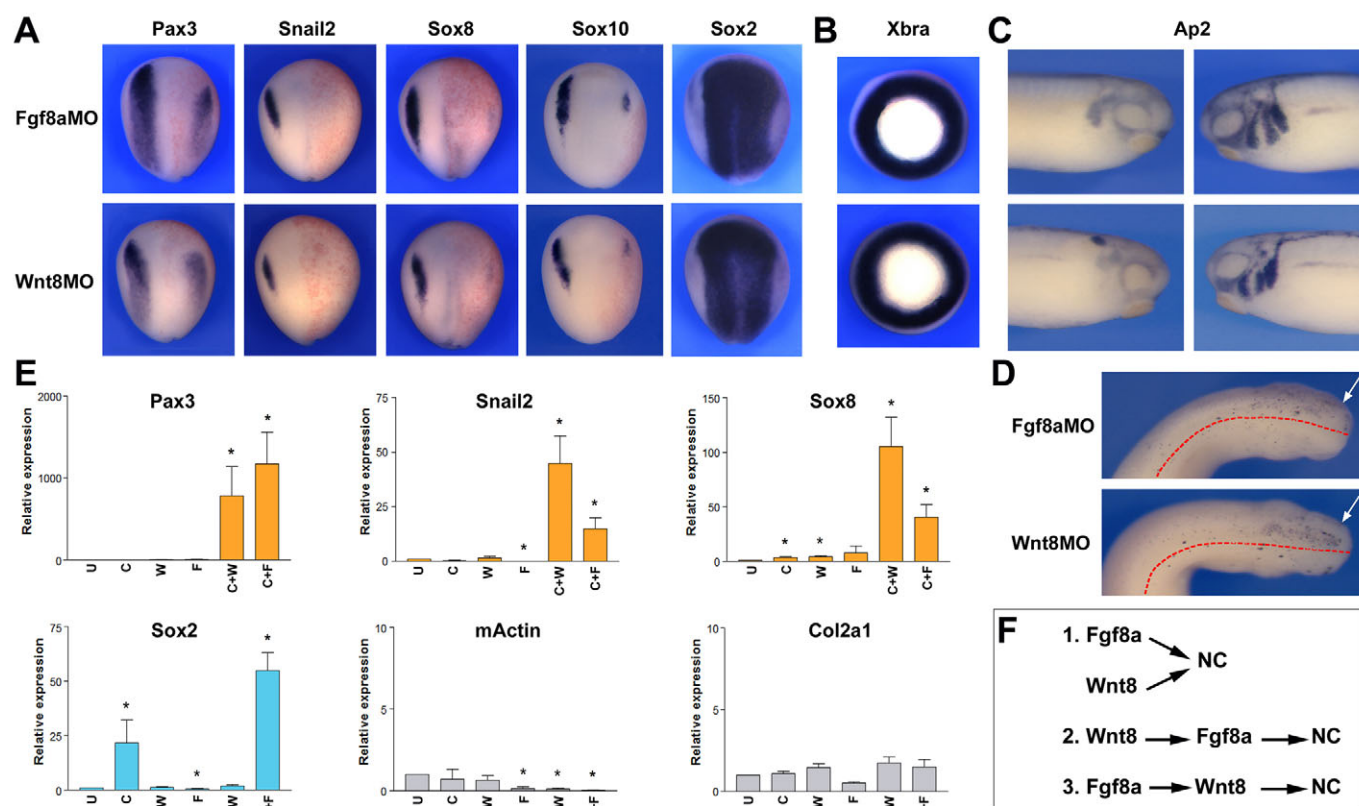 A
Pax3 Snail2 Sox8 Sox10 Sox2
B
Xbra
C
Ap2
Fgf8aMO
Wnt8MO
D
Fgf8aMO
Wnt8MO
E
Pax3
Relative expression
2000
1000
0
* *
U C W F C+W C+F
Snail2
Relative expression
75
50
25
0
* * *
U C W F C+W C+F
Sox8
Relative expression
150
100
50
0
* * * *
U C W F C+W C+F
Sox2
Relative expression
75
50
25
0
* * *
U C F W +F
mActin
Relative expression
10
5
0
* * *
U C W F W +F
Col2a1
Relative expression
10
5
0
U C W F W +F
F
1. Fgf8a
NC
Wnt8
2. Wnt8 Fgf8a NC
3. Fgf8a Wnt8 NC